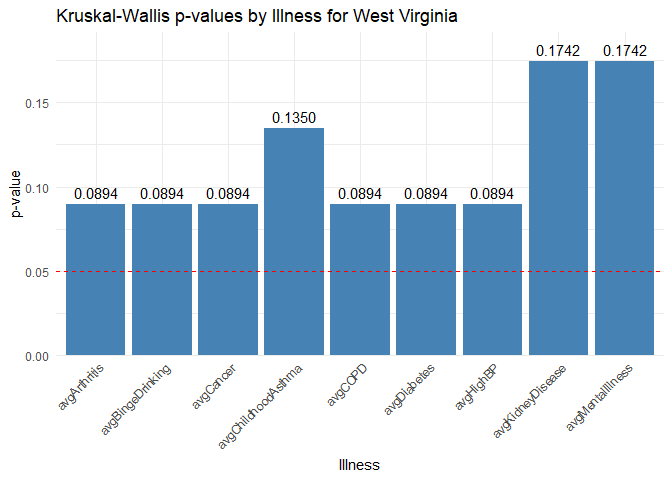 Kruskal-Wallis p-values by Illness for West Virginia
0.1742 0.1742
0.15
0.1350
0.10
0.0894 0.0894 0.0894 0.0894 0.0894 0.0894
p-value
0.05
0.00
avgArthritis avgBingeDrinking avgCancer avgChildhoodAsthma avgCOPD avgDiabetes avgHighBP avgKidneyDisease avgMentalIllness
Illness